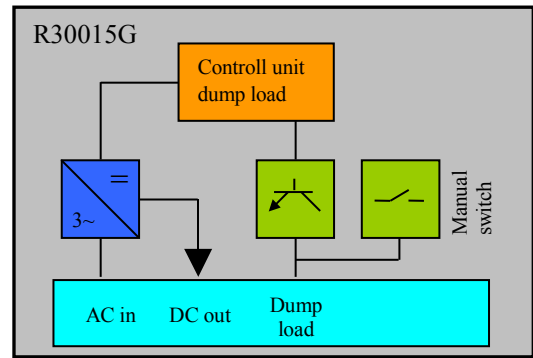 R30015G
Controll unit
dump load
=
3~
Manual
switch
AC in
DC out
Dump
load